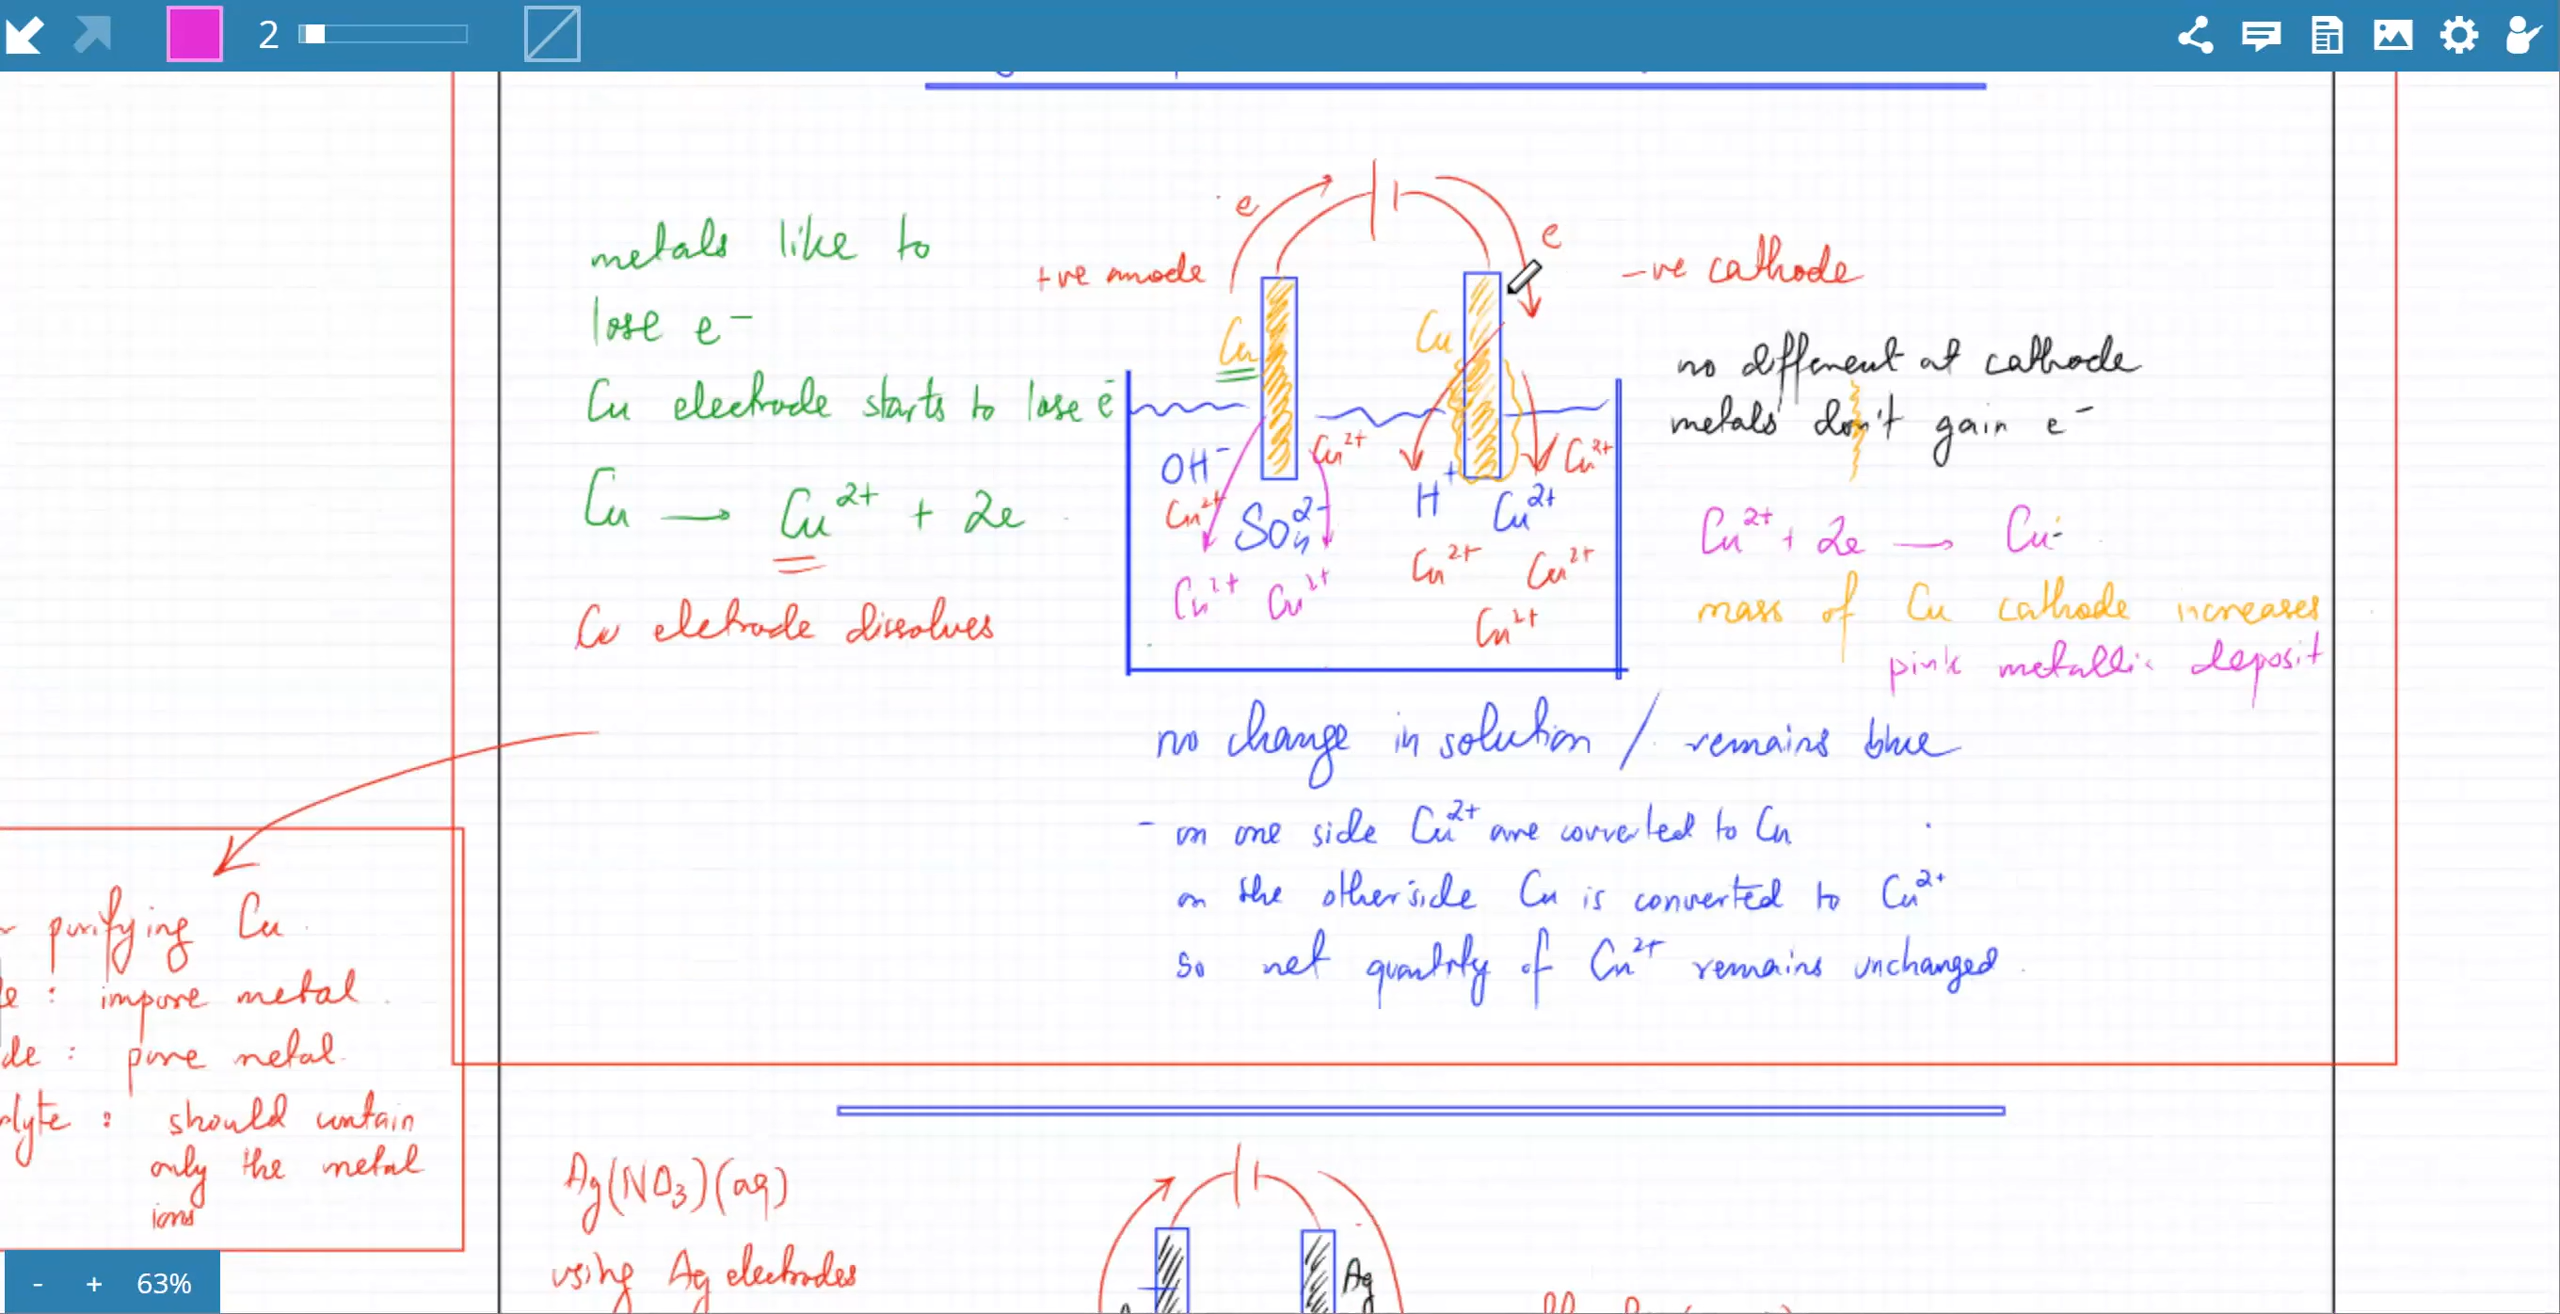 2
metals like to
lose e-
Cu electrode starts to lose e-
Cu → Cu2+ + 2e
Cu eletrode dissolves
e
e
+ve anode
-ve cathode
Cu
Cu
OH-
Cu2+
Cu2+
SO42-
Cu2+ Cu2+
H+
Cu2+
Cu2+
Cu2+
Cu2+
Cu2+
no different at cathode
metals don't gain e-
Cu2+ + 2e → Cu
mass of Cu cathode increases
pink metallic deposit
no change in solution / remains blue
- on one side Cu2+ are converted to Cu
on the other side Cu is converted to Cu2+
so net quantity of Cu2+ remains unchanged
purifying Cu
: impure metal
: pure metal
: should contain
only the metal
ions
Ag(NO3)(aq)
using Ag electrodes
Ag
- + 63%